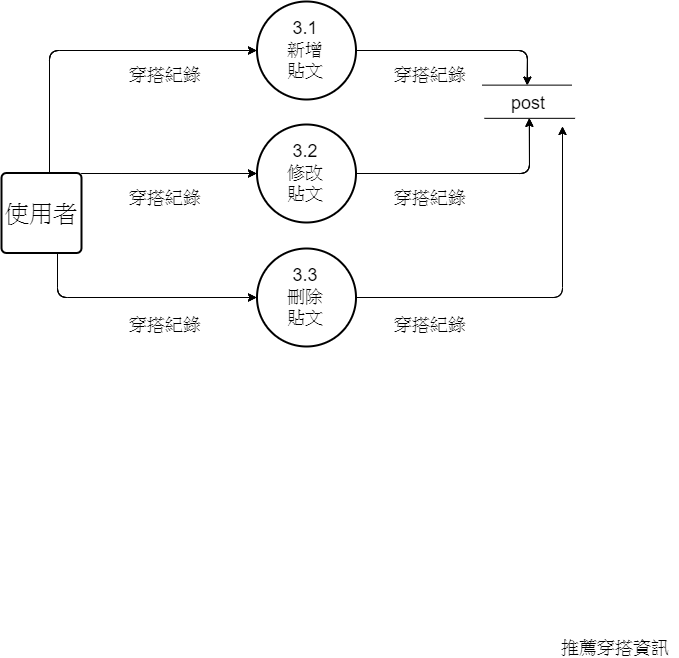 3.1
新增
貼文
穿搭紀錄
穿搭紀錄
post
3.2
修改
貼文
穿搭紀錄
穿搭紀錄
使用者
3.3
刪除
貼文
穿搭紀錄
穿搭紀錄
推薦穿搭資訊